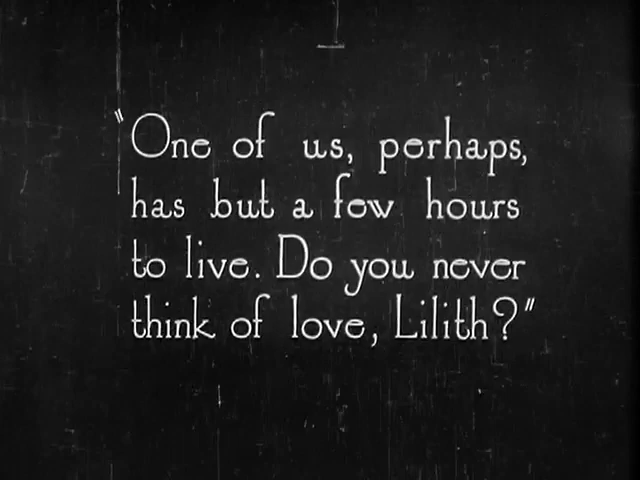 "One of us, perhaps,
has but a few hours
to live. Do you never
think of love, Lilith?"